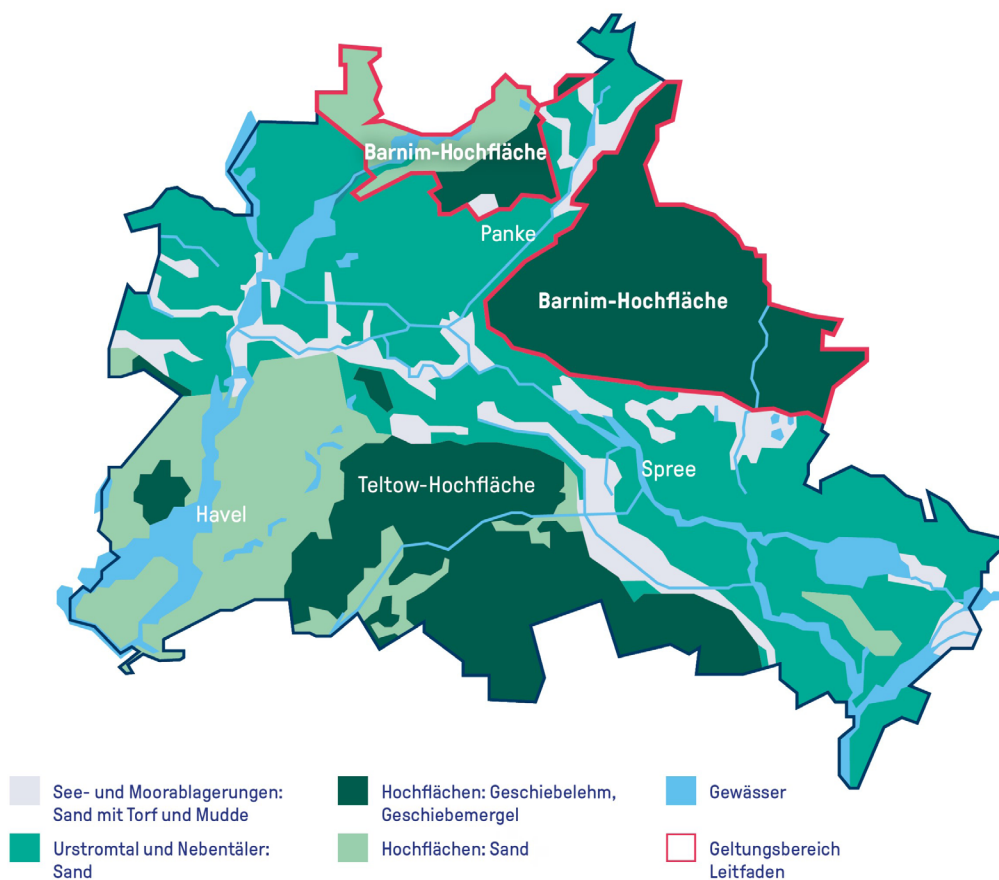 Barnim-Hochfläche
Panke
Barnim-Hochfläche
Spree
Teltow-Hochfläche
Havel
See- und Moorablagerungen:
Sand mit Torf und Mudde
Urstromtal und Nebentäler:
Sand
Hochflächen: Geschiebelehm,
Geschiebemergel
Hochflächen: Sand
Gewässer
Geltungsbereich
Leitfaden